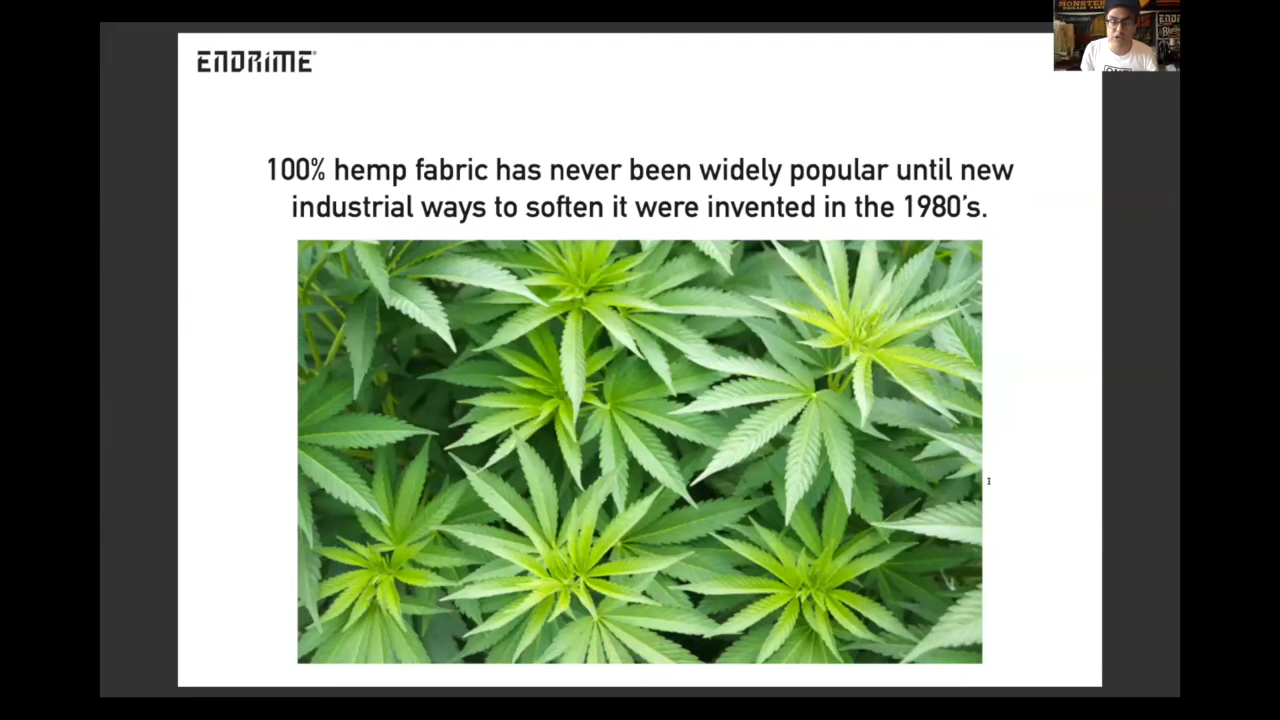 ENDRIME®
MONSTER
100% hemp fabric has never been widely popular until new
industrial ways to soften it were invented in the 1980's.